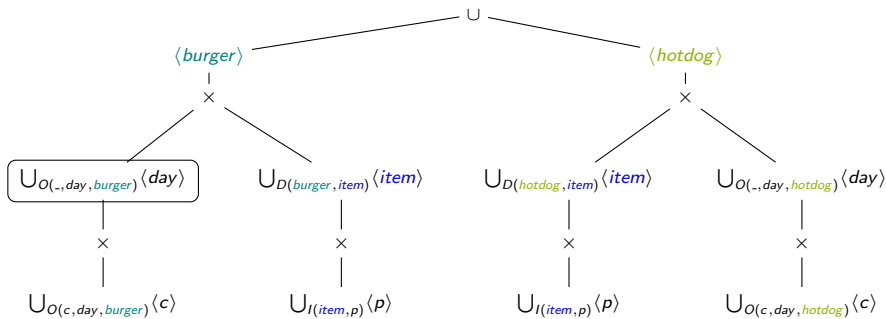 ∪
⟨burger⟩ ⟨hotdog⟩
× ×
⋃O(_,day,burger)⟨day⟩ ⋃D(burger,item)⟨item⟩ ⋃D(hotdog,item)⟨item⟩ ⋃O(_,day,hotdog)⟨day⟩
× × × ×
⋃O(c,day,burger)⟨c⟩ ⋃I(item,p)⟨p⟩ ⋃I(item,p)⟨p⟩ ⋃O(c,day,hotdog)⟨c⟩